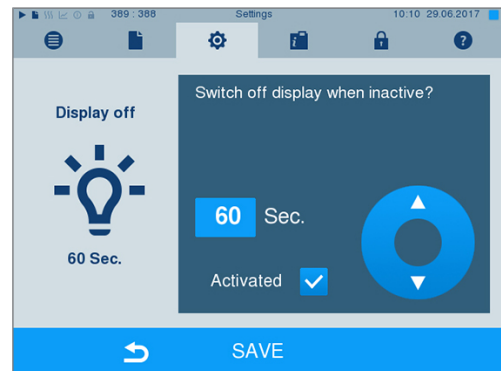 389 : 388 Settings 10:10 29.06.2017
Display off
60 Sec.
Switch off display when inactive?
60 Sec.
Activated
SAVE